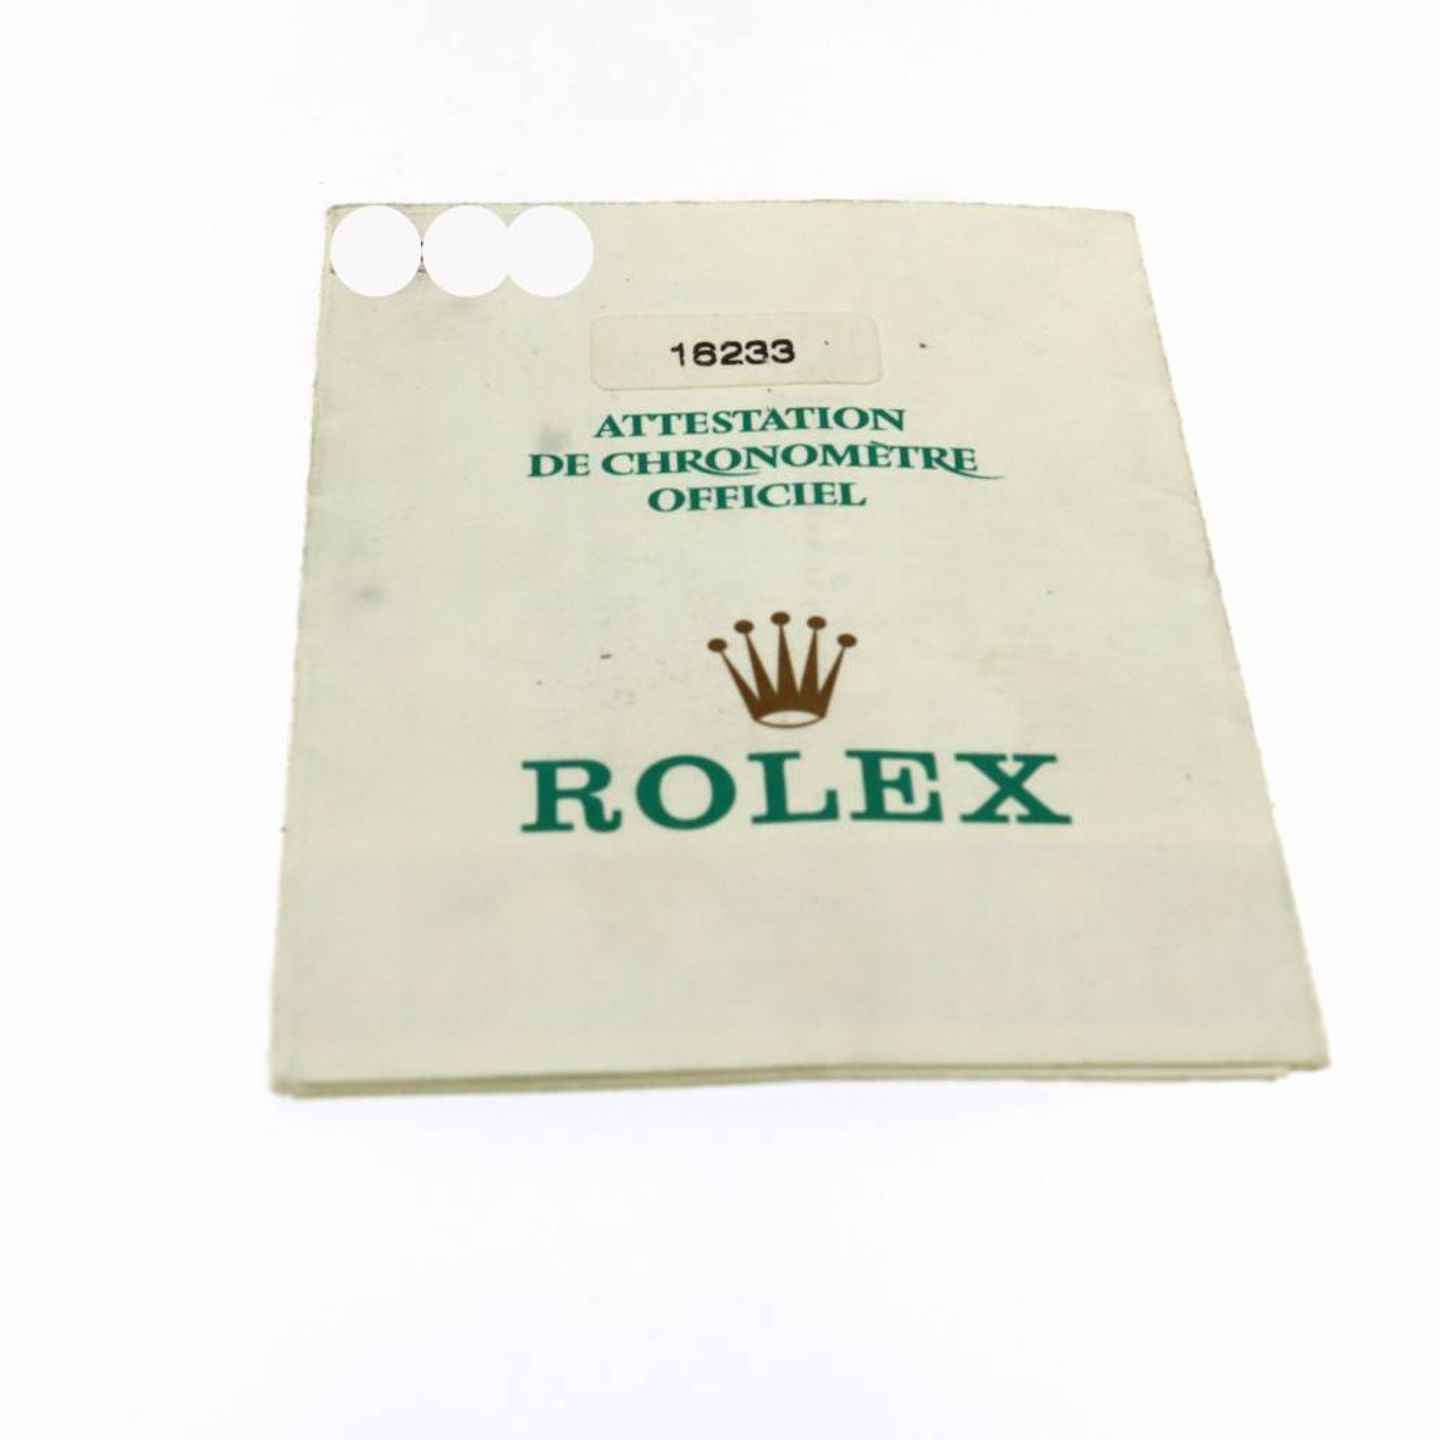 16233
ATTESTATION
DE CHRONOMÈTRE
OFFICIEL
ROLEX